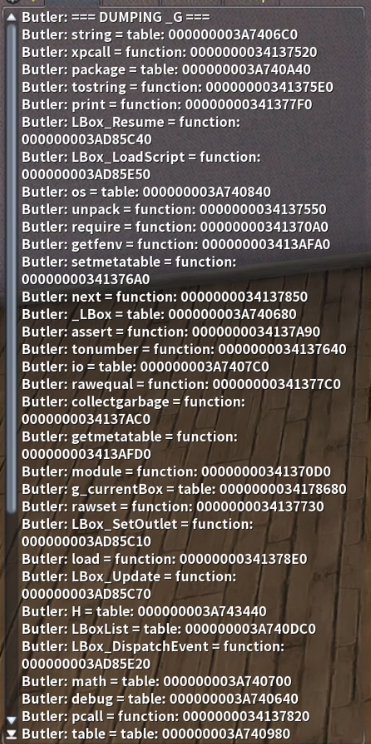 Butler: === DUMPING _G ===
Butler: string = table: 000000003A7406C0
Butler: xpcall = function: 0000000034137520
Butler: package = table: 000000003A740A40
Butler: tostring = function: 00000000341375E0
Butler: print = function: 00000000341377F0
Butler: LBox_Resume = function:
000000003AD85C40
Butler: LBox_LoadScript = function:
000000003AD85E50
Butler: os = table: 000000003A740840
Butler: unpack = function: 0000000034137550
Butler: require = function: 00000000341370A0
Butler: getfenv = function: 000000003413AFA0
Butler: setmetatable = function:
00000000341376A0
Butler: next = function: 0000000034137850
Butler: _LBox = table: 000000003A740680
Butler: assert = function: 0000000034137A90
Butler: tonumber = function: 0000000034137640
Butler: io = table: 000000003A7407C0
Butler: rawequal = function: 00000000341377C0
Butler: collectgarbage = function:
0000000034137AC0
Butler: getmetatable = function:
000000003413AFD0
Butler: module = function: 00000000341370D0
Butler: g_currentBox = table: 0000000034178680
Butler: rawset = function: 0000000034137730
Butler: LBox_SetOutlet = function:
000000003AD85C10
Butler: load = function: 00000000341378E0
Butler: LBox_Update = function:
000000003AD85C70
Butler: H = table: 000000003A743440
Butler: LBoxList = table: 000000003A740DC0
Butler: LBox_DispatchEvent = function:
000000003AD85E20
Butler: math = table: 000000003A740700
Butler: debug = table: 000000003A740640
Butler: pcall = function: 0000000034137820
Butler: table = table: 000000003A740980